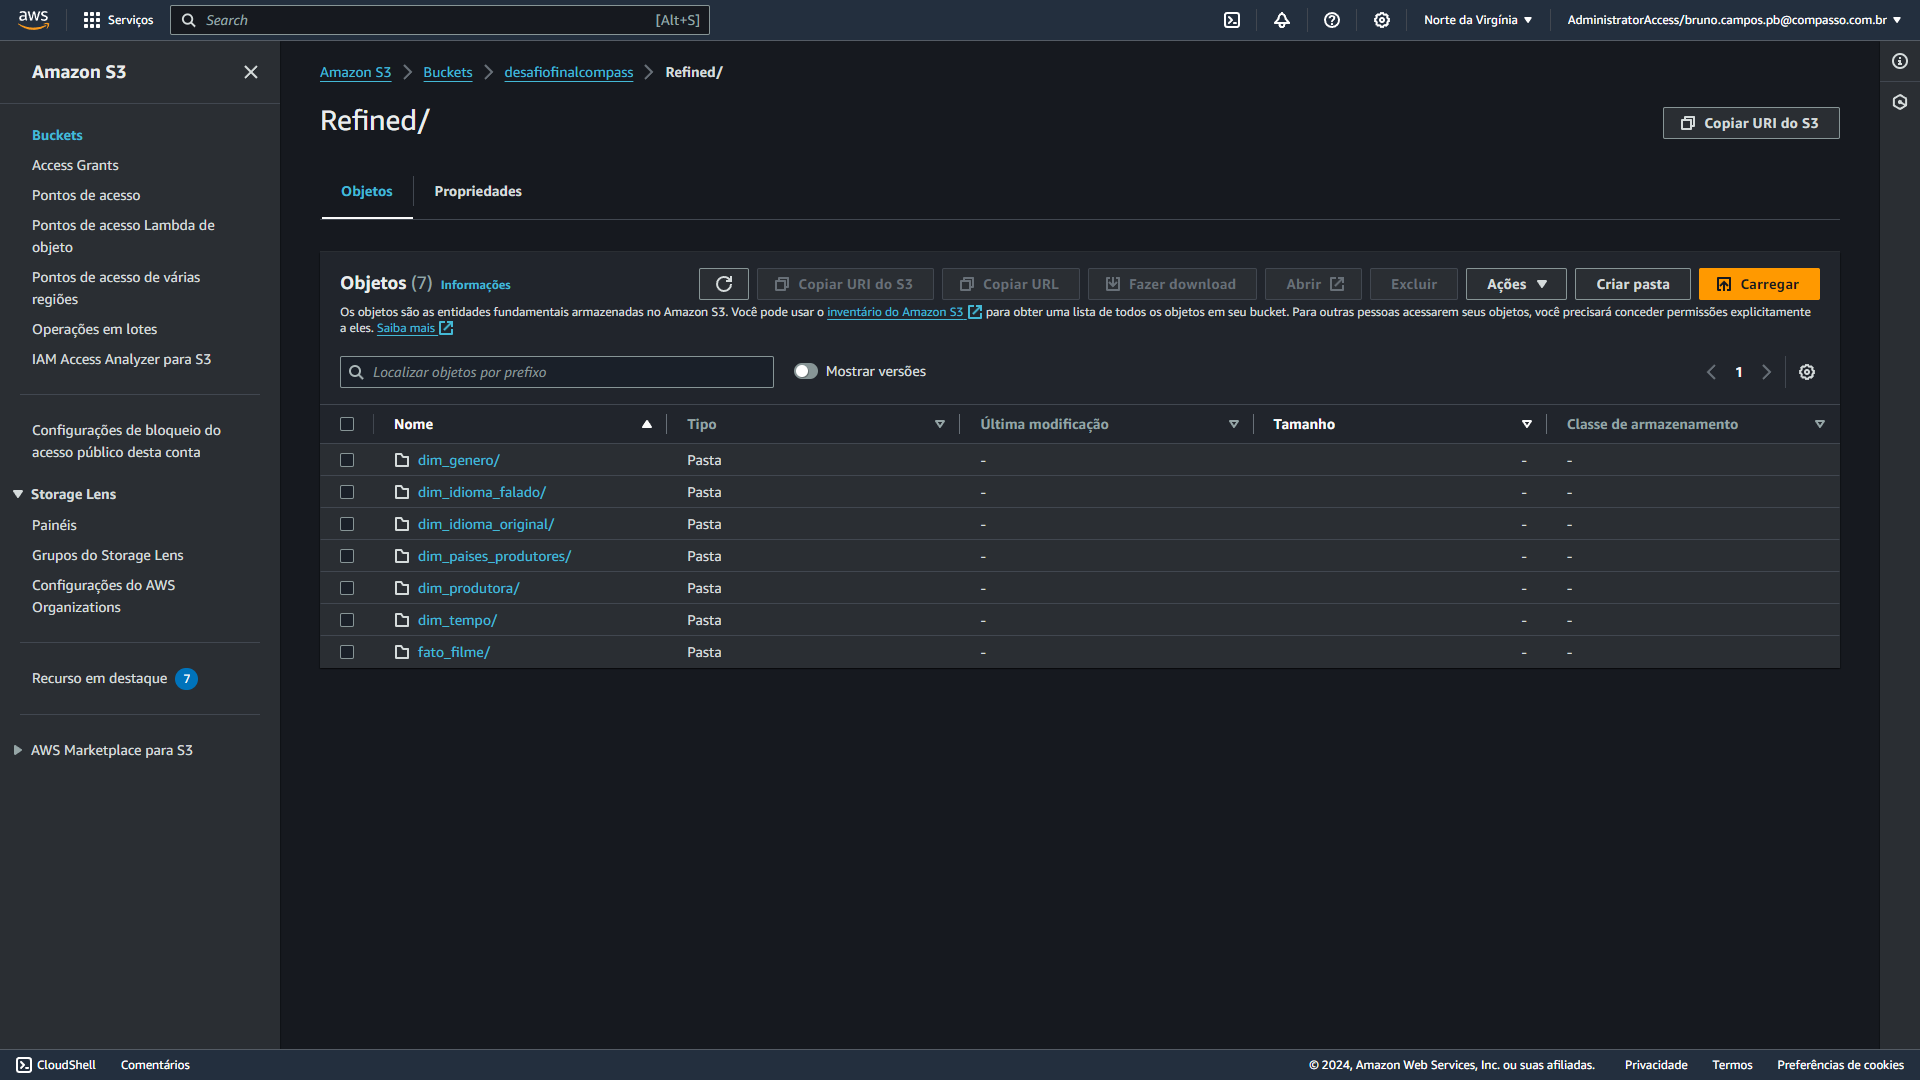 aws
Serviços
Search
[Alt+S]
Norte da Virgínia
AdministratorAccess/bruno.campos.pb@compasso.com.br
Amazon S3
Buckets
Access Grants
Pontos de acesso
Pontos de acesso Lambda de
objeto
Pontos de acesso de várias
regiões
Operações em lotes
IAM Access Analyzer para S3
Configurações de bloqueio do
acesso público desta conta
Storage Lens
Painéis
Grupos do Storage Lens
Configurações do AWS
Organizations
Recurso em destaque 7
AWS Marketplace para S3
Amazon S3 Buckets desafiofinalcompass Refined/
Refined/
Copiar URI do S3
Objetos
Propriedades
Objetos (7) Informações
Copiar URI do S3
Copiar URL
Fazer download
Abrir
Excluir
Ações
Criar pasta
Carregar
Os objetos são as entidades fundamentais armazenadas no Amazon S3. Você pode usar o inventário do Amazon S3 para obter uma lista de todos os objetos em seu bucket. Para outras pessoas acessarem seus objetos, você precisará conceder permissões explicitamente
a eles. Saiba mais
Localizar objetos por prefixo
Mostrar versões
1
Nome Tipo Última modificação Tamanho Classe de armazenamento
dim_genero/ Pasta - - -
dim_idioma_falado/ Pasta - - -
dim_idioma_original/ Pasta - - -
dim_paises_produtores/ Pasta - - -
dim_produtora/ Pasta - - -
dim_tempo/ Pasta - - -
fato_filme/ Pasta - - -
CloudShell
Comentários
© 2024, Amazon Web Services, Inc. ou suas afiliadas.
Privacidade
Termos
Preferências de cookies